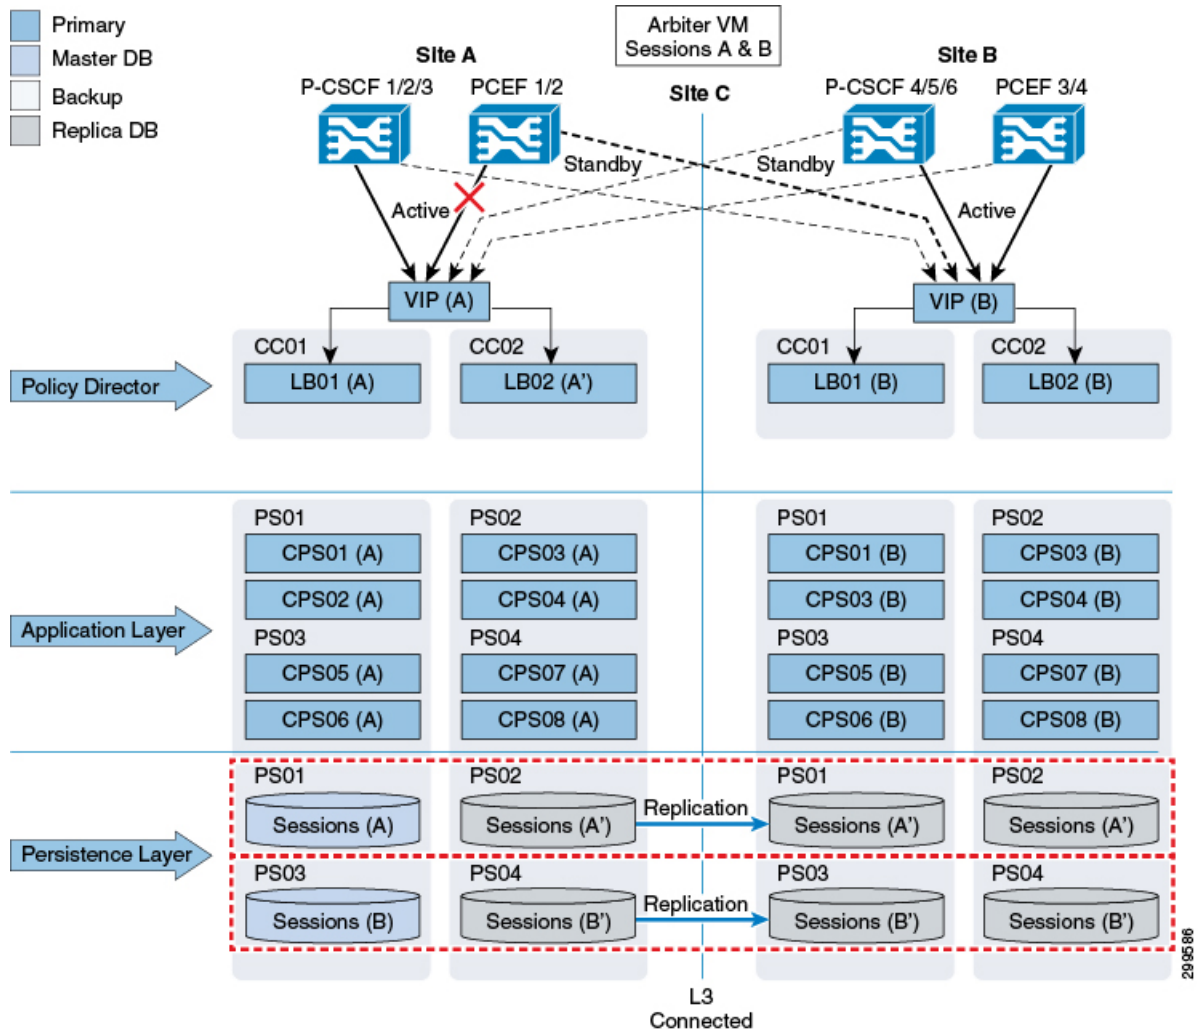 Primary
Master DB
Backup
Replica DB
Arbiter VM
Sessions A & B
Site A
Site B
Site C
P-CSCF 1/2/3
PCEF 1/2
P-CSCF 4/5/6
PCEF 3/4
Standby
Standby
Active
Active
VIP (A)
VIP (B)
CC01
CC02
CC01
CC02
Policy Director
LB01 (A)
LB02 (A')
LB01 (B)
LB02 (B)
PS01
PS02
PS01
PS02
CPS01 (A)
CPS03 (A)
CPS01 (B)
CPS03 (B)
CPS02 (A)
CPS04 (A)
CPS03 (B)
CPS04 (B)
Application Layer
PS03
PS04
PS03
PS04
CPS05 (A)
CPS07 (A)
CPS05 (B)
CPS07 (B)
CPS06 (A)
CPS08 (A)
CPS06 (B)
CPS08 (B)
PS01
PS02
PS01
PS02
Replication
Sessions (A)
Sessions (A')
Sessions (A')
Sessions (A')
Persistence Layer
PS03
PS04
PS03
PS04
Replication
Sessions (B)
Sessions (B')
Sessions (B')
Sessions (B')
L3
Connected
299586